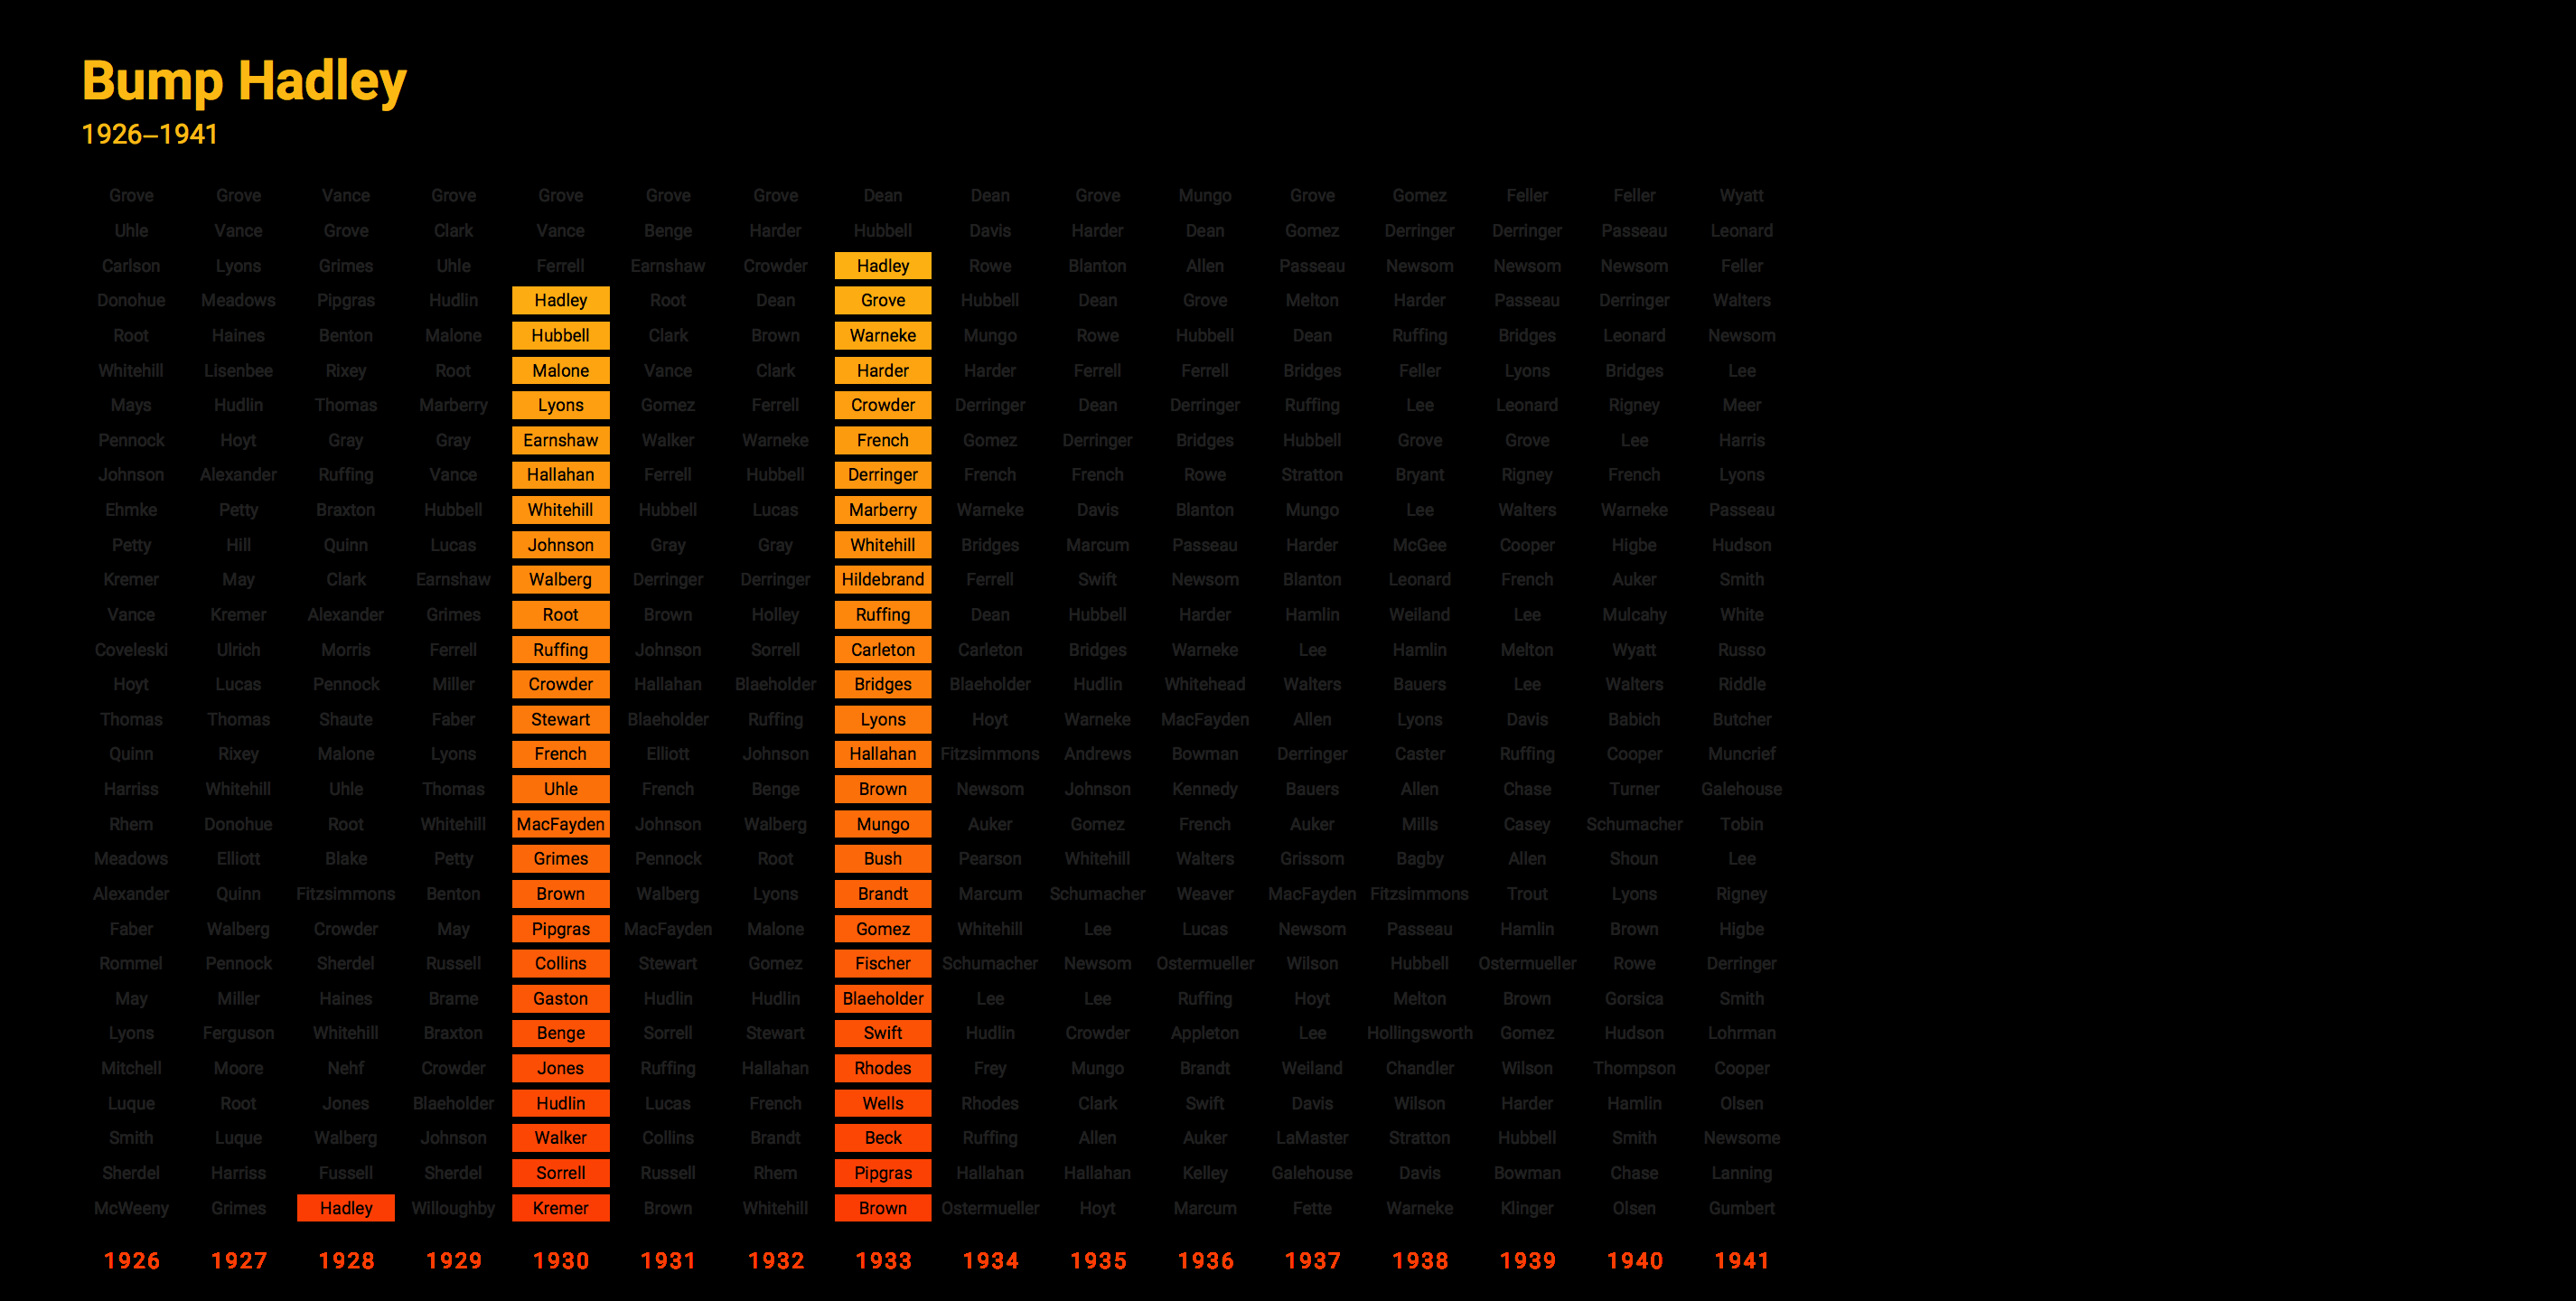 Bump Hadley
1926–1941
Grove Grove Vance Grove Grove Grove Grove Dean Dean Grove Mungo Grove Gomez Feller Feller Wyatt
Uhle Vance Grove Clark Vance Benge Harder Hubbell Davis Harder Dean Gomez Derringer Derringer Passeau Leonard
Carlson Lyons Grimes Uhle Ferrell Earnshaw Crowder Hadley Rowe Blanton Allen Passeau Newsom Newsom Newsom Feller
Donohue Meadows Pipgras Hudlin Hadley Root Dean Grove Hubbell Dean Grove Melton Harder Passeau Derringer Walters
Root Haines Benton Malone Hubbell Clark Brown Warneke Mungo Rowe Hubbell Dean Ruffing Bridges Leonard Newsom
Whitehill Lisenbee Rixey Root Malone Vance Clark Harder Harder Ferrell Ferrell Bridges Feller Lyons Bridges Lee
Mays Hudlin Thomas Marberry Lyons Gomez Ferrell Crowder Derringer Dean Derringer Ruffing Lee Leonard Rigney Meer
Pennock Hoyt Gray Gray Earnshaw Walker Warneke French Gomez Derringer Bridges Hubbell Grove Grove Lee Harris
Johnson Alexander Ruffing Vance Hallahan Ferrell Hubbell Derringer French French Rowe Stratton Bryant Rigney French Lyons
Ehmke Petty Braxton Hubbell Whitehill Hubbell Lucas Marberry Warneke Davis Blanton Mungo Lee Walters Warneke Passeau
Petty Hill Quinn Lucas Johnson Gray Gray Whitehill Bridges Marcum Passeau Harder McGee Cooper Higbe Hudson
Kremer May Clark Earnshaw Walberg Derringer Derringer Hildebrand Ferrell Swift Newsom Blanton Leonard French Auker Smith
Vance Kremer Alexander Grimes Root Brown Holley Ruffing Dean Hubbell Harder Hamlin Weiland Lee Mulcahy White
Coveleski Ulrich Morris Ferrell Ruffing Johnson Sorrell Carleton Carleton Bridges Warneke Lee Hamlin Melton Wyatt Russo
Hoyt Lucas Pennock Miller Crowder Hallahan Blaeholder Bridges Blaeholder Hudlin Whitehead Walters Bauers Lee Walters Riddle
Thomas Thomas Shaute Faber Stewart Blaeholder Ruffing Lyons Hoyt Warneke MacFayden Allen Lyons Davis Babich Butcher
Quinn Rixey Malone Lyons French Elliott Johnson Hallahan Fitzsimmons Andrews Bowman Derringer Caster Ruffing Cooper Muncrief
Harriss Whitehill Uhle Thomas Uhle French Benge Brown Newsom Johnson Kennedy Bauers Allen Chase Turner Galehouse
Rhem Donohue Root Whitehill MacFayden Johnson Walberg Mungo Auker Gomez French Auker Mills Casey Schumacher Tobin
Meadows Elliott Blake Petty Grimes Pennock Root Bush Pearson Whitehill Walters Grissom Bagby Allen Shoun Lee
Alexander Quinn Fitzsimmons Benton Brown Walberg Lyons Brandt Marcum Schumacher Weaver MacFayden Fitzsimmons Trout Lyons Rigney
Faber Walberg Crowder May Pipgras MacFayden Malone Gomez Whitehill Lee Lucas Newsom Passeau Hamlin Brown Higbe
Rommel Pennock Sherdel Russell Collins Stewart Gomez Fischer Schumacher Newsom Ostermueller Wilson Hubbell Ostermueller Rowe Derringer
May Miller Haines Brame Gaston Hudlin Hudlin Blaeholder Lee Lee Ruffing Hoyt Melton Brown Gorsica Smith
Lyons Ferguson Whitehill Braxton Benge Sorrell Stewart Swift Hudlin Crowder Appleton Lee Hollingsworth Gomez Hudson Lohrman
Mitchell Moore Nehf Crowder Jones Ruffing Hallahan Rhodes Frey Mungo Brandt Weiland Chandler Wilson Thompson Cooper
Luque Root Jones Blaeholder Hudlin Lucas French Wells Rhodes Clark Swift Davis Wilson Harder Hamlin Olsen
Smith Luque Walberg Johnson Walker Collins Brandt Beck Ruffing Allen Auker LaMaster Stratton Hubbell Smith Newsome
Sherdel Harriss Fussell Sherdel Sorrell Russell Rhem Pipgras Hallahan Hallahan Kelley Galehouse Davis Bowman Chase Lanning
McWeeny Grimes Hadley Willoughby Kremer Brown Whitehill Brown Ostermueller Hoyt Marcum Fette Warneke Klinger Olsen Gumbert
1926 1927 1928 1929 1930 1931 1932 1933 1934 1935 1936 1937 1938 1939 1940 1941